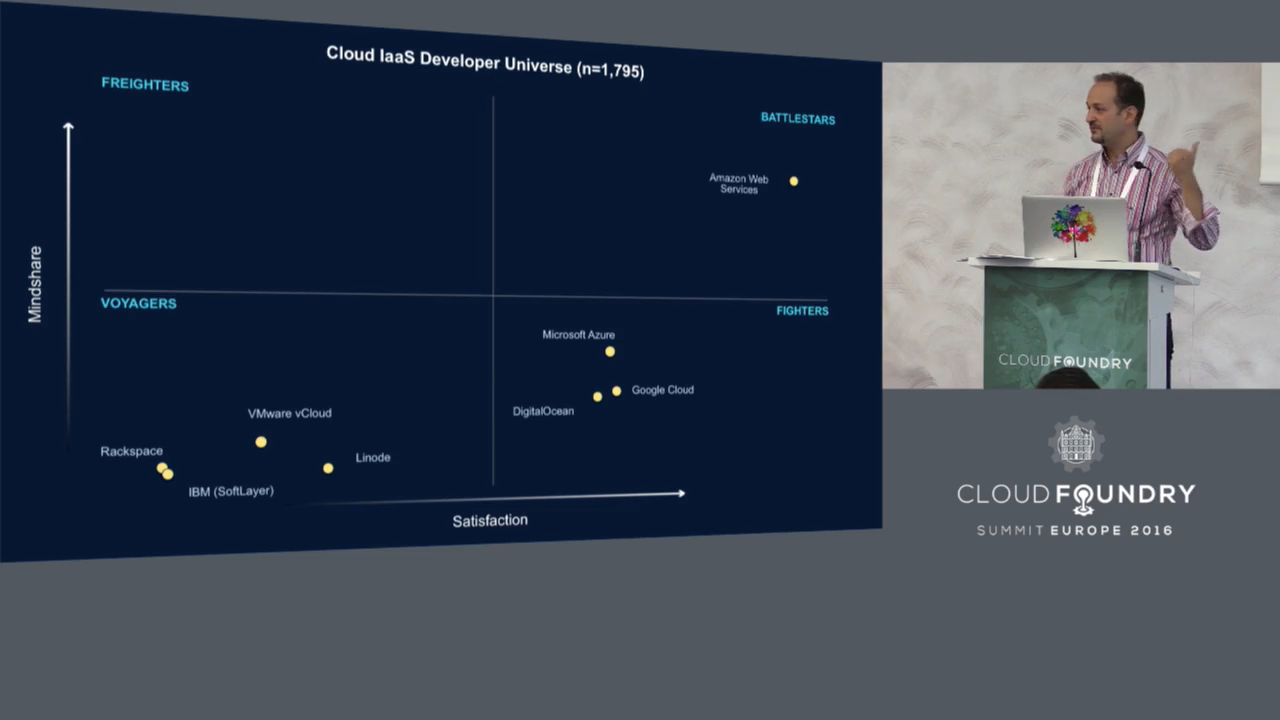 Cloud IaaS Developer Universe (n=1,795)
FREIGHTERS
BATTLESTARS
Amazon Web
Services
Mindshare
VOYAGERS
FIGHTERS
Microsoft Azure
Google Cloud
DigitalOcean
VMware vCloud
Rackspace
Linode
IBM (SoftLayer)
Satisfaction
CLOUD FOUNDRY
CLOUD FOUNDRY
SUMMIT EUROPE 2016